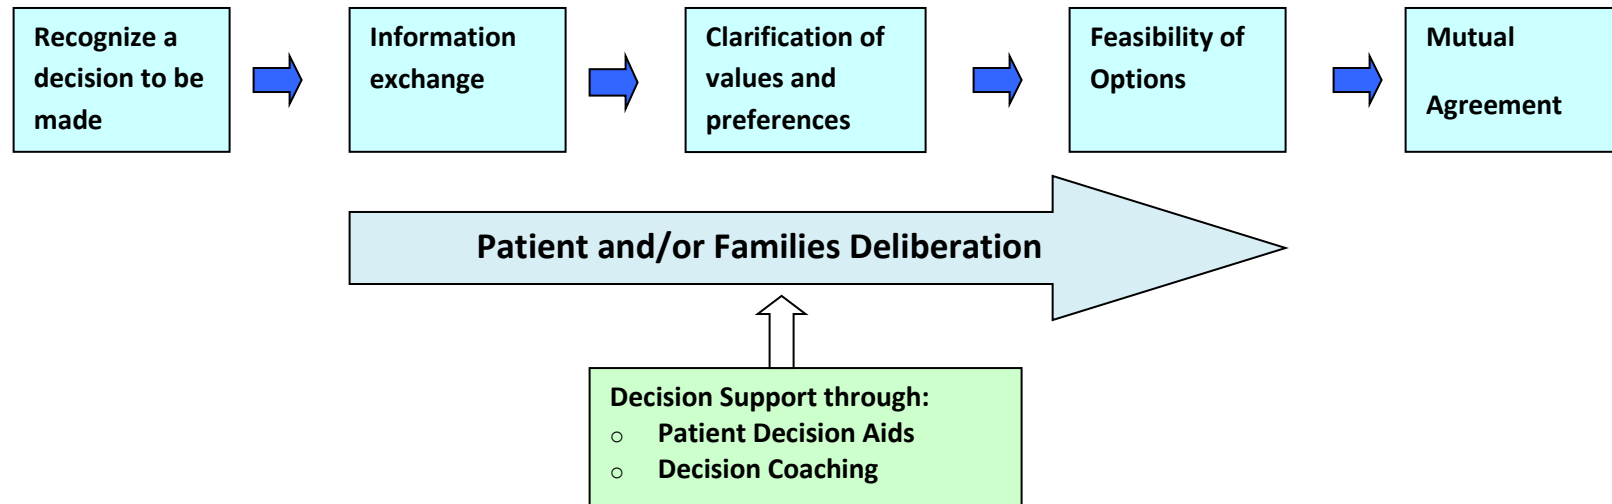 Recognize a
decision to be
made
Information
exchange
Clarification of
values and
preferences
Feasibility of
Options
Mutual
Agreement
Patient and/or Families Deliberation
Decision Support through:
o Patient Decision Aids
o Decision Coaching